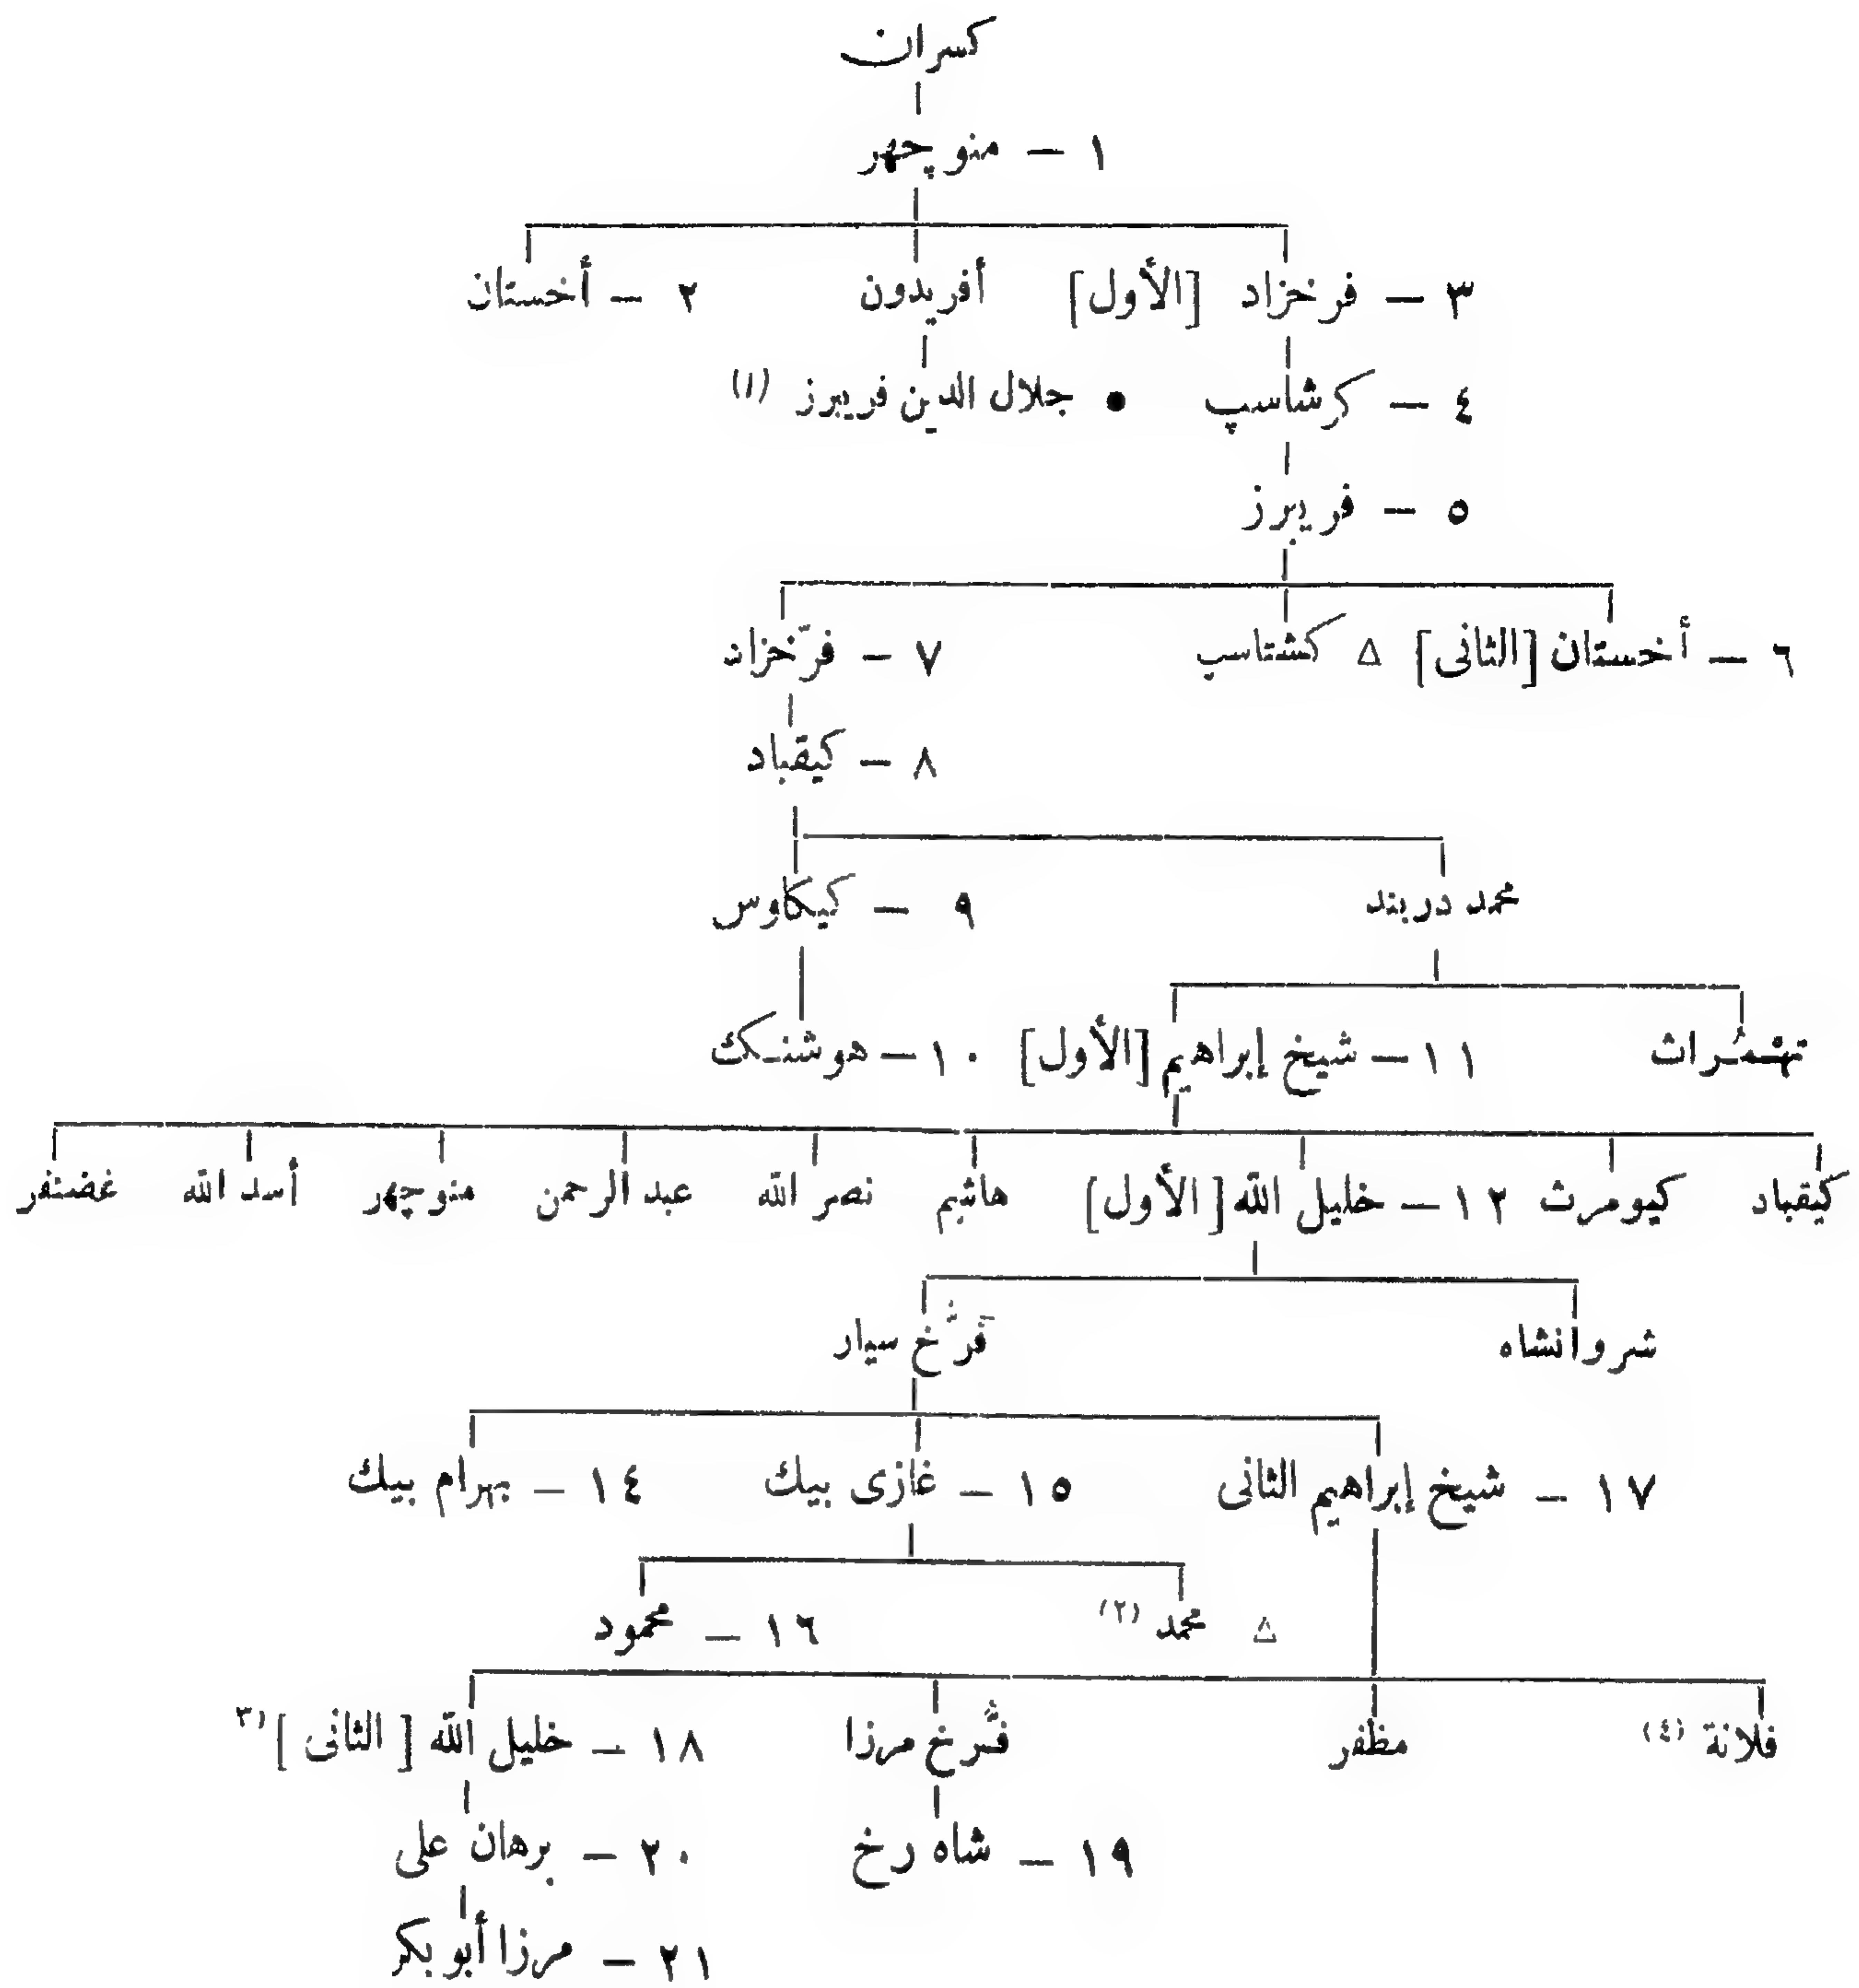 كسران
١ – منوچهر
٣ – فرخزاد [الأول] أفريدون ٢ – أخستان
٤ – كرشاسپ • جلال الدين فريبرز (١)
٥ – فريبرز
٦ – أخستان [الثانى] △ كشتاسب ٧ – فرّخزاد
٨ – كيقباد
محمد دربند ٩ – كيكاوس
تهمُراث ١١ – شيخ إبراهيم [الأول] ١٠ – هوشنك
كيقباد كيومرث ١٢ – خليل الله [الأول] هاشم نصر الله عبد الرحمن منوچهر أسد الله غضنفر
شروانشاه فرّخ سيار
١٧ – شيخ إبراهيم الثانى ١٥ – غازى بيك ١٤ – بهرام بيك
△ محمد (٢) ١٦ – محمود
فلانة (٤) مظفر فرّخ مرزا ١٨ – خليل الله [الثانى] (٣
١٩ – شاه رخ ٢٠ – برهان على
٢١ – مرزا أبو بكر